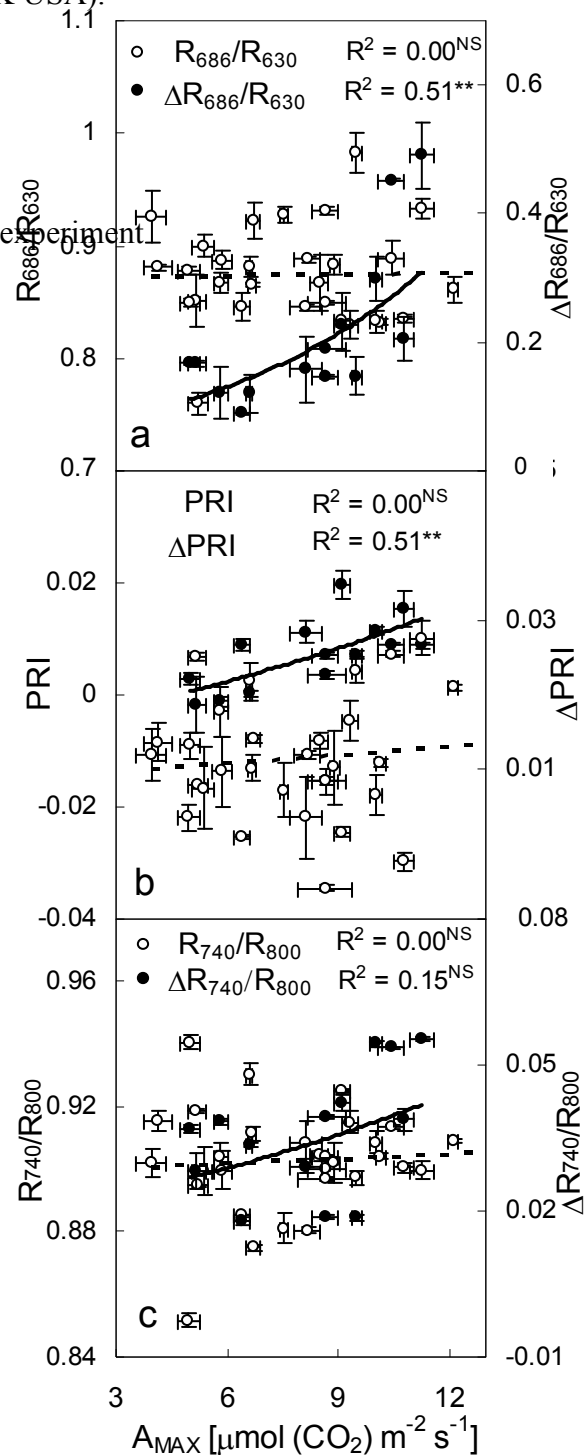 K USA).
1.1
R686/R630 R² = 0.00NS
ΔR686/R630 R² = 0.51**
0.6
1
0.4
experiment
0.9
0.2
0.8
a
0.7
0
R686/R630
ΔR686/R630
PRI R² = 0.00NS
ΔPRI R² = 0.51**
0.02
0.03
0
0.01
-0.02
b
-0.04
0.08
PRI
ΔPRI
R740/R800 R² = 0.00NS
ΔR740/R800 R² = 0.15NS
0.96
0.05
0.92
0.02
0.88
c
0.84
-0.01
R740/R800
ΔR740/R800
3 6 9 12
AMAX [μmol (CO2) m-2 s-1]